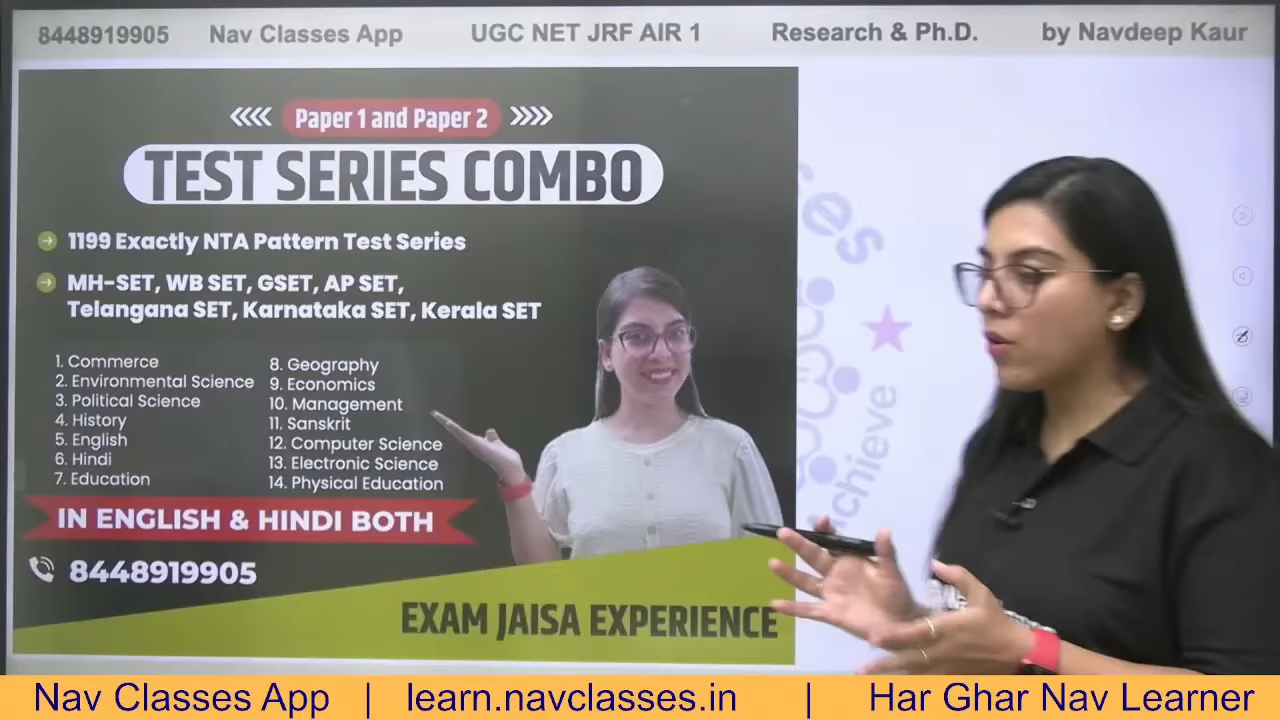 8448919905 Nav Classes App UGC NET JRF AIR 1 Research & Ph.D. by Navdeep Kaur
Paper 1 and Paper 2
TEST SERIES COMBO
1199 Exactly NTA Pattern Test Series
MH-SET, WB SET, GSET, AP SET,
Telangana SET, Karnataka SET, Kerala SET
1. Commerce
2. Environmental Science
3. Political Science
4. History
5. English
6. Hindi
7. Education
8. Geography
9. Economics
10. Management
11. Sanskrit
12. Computer Science
13. Electronic Science
14. Physical Education
IN ENGLISH & HINDI BOTH
8448919905
EXAM JAISA EXPERIENCE
achieve
Nav Classes App | learn.navclasses.in | Har Ghar Nav Learner